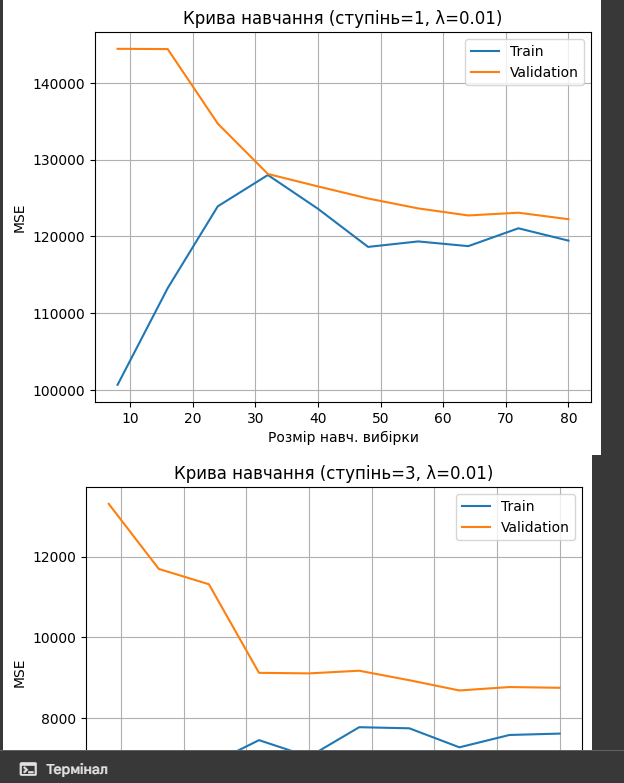 Крива навчання (ступінь=1, λ=0.01)
Train
Validation
140000
130000
120000
110000
100000
MSE
10 20 30 40 50 60 70 80
Розмір навч. вибірки
Крива навчання (ступінь=3, λ=0.01)
Train
Validation
12000
10000
8000
MSE
Термінал